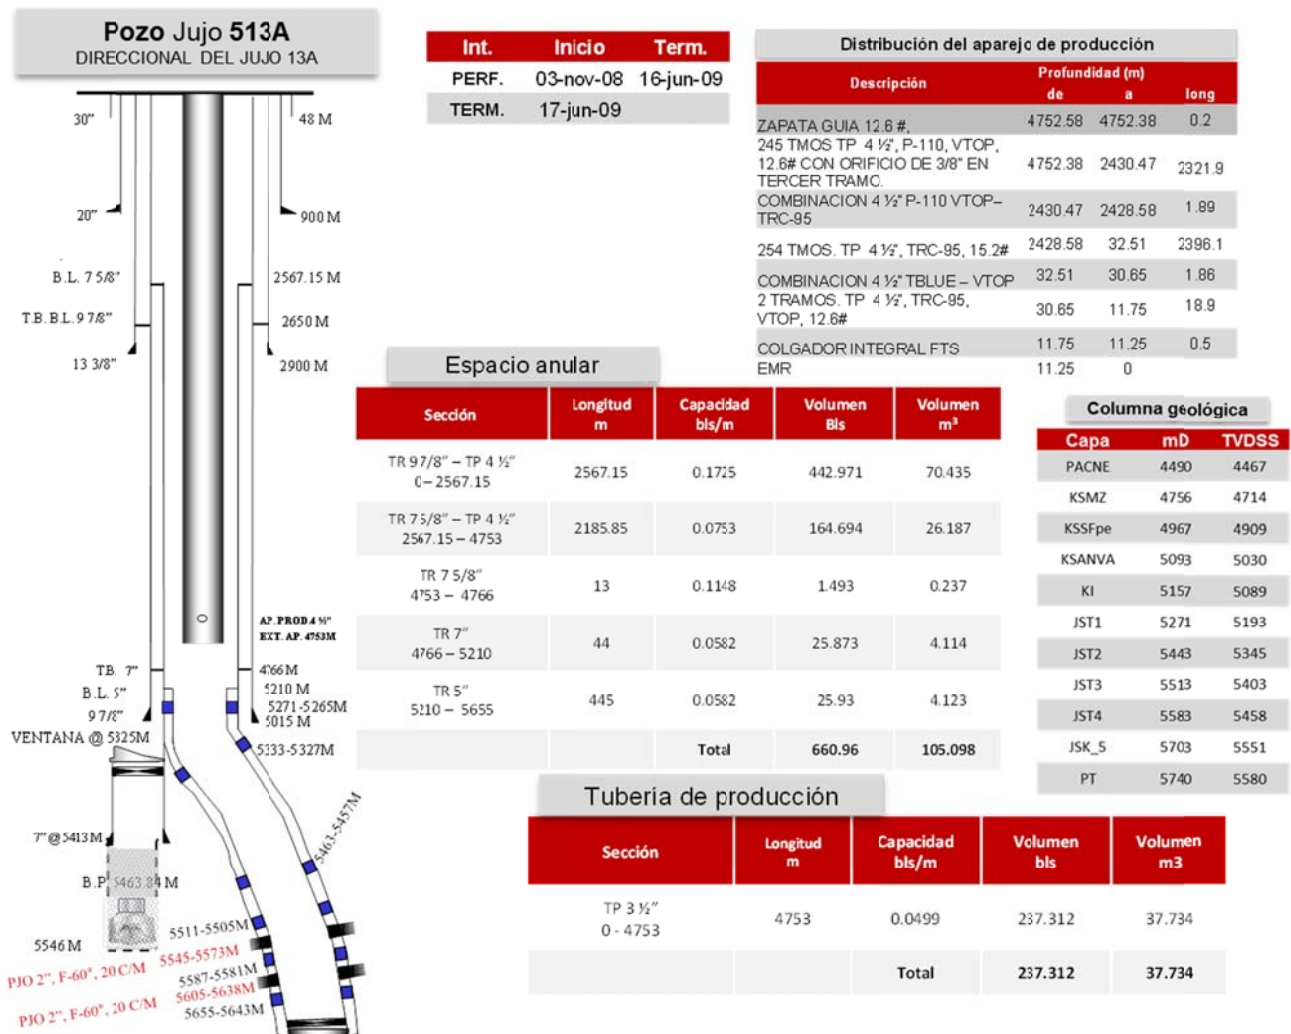 Pozo Jujo 513A
DIRECCIONAL DEL JUJO 13A
30"
48 M
20"
900 M
B.L. 7 5/8"
2567.15 M
T.B. B.L. 9 7/8"
2650 M
13 3/8"
2900 M
AP. PROD. 4 ½"
EXT. AP. 4753M
T.B. 7"
4766 M
B.L. 5"
5210 M
5271-5265M
9 7/8"
5015 M
VENTANA @ 5325M
5333-5327M
5463-5457M
7" @ 5413 M
B.P. 5463.84 M
5546 M
5511-5505M
5545-5573M
PJO 2", F-60°, 20 C/M
5587-5581M
5605-5638M
PJO 2", F-60°, 20 C/M
5655-5643M
Int. Inicio Term.
PERF. 03-nov-08 16-jun-09
TERM. 17-jun-09
Distribución del aparejo de producción
Descripción Profundidad (m)
de a long
ZAPATA GUIA 12.6 #, 4752.58 4752.38 0.2
245 TMOS TP 4 ½", P-110, VTOP,
12.6# CON ORIFICIO DE 3/8" EN 4752.38 2430.47 2321.9
TERCER TRAMO.
COMBINACION 4 ½" P-110 VTOP–
TRC-95 2430.47 2428.58 1.89
254 TMOS. TP 4 ½", TRC-95, 15.2# 2428.58 32.51 2396.1
COMBINACION 4 ½" TBLUE – VTOP 32.51 30.65 1.86
2 TRAMOS. TP 4 ½", TRC-95,
VTOP, 12.6# 30.65 11.75 18.9
COLGADOR INTEGRAL FTS 11.75 11.25 0.5
EMR 11.25 0
Espacio anular
Sección Longitud m Capacidad bls/m Volumen Bls Volumen m³
TR 9 7/8" – TP 4 ½"
0 – 2567.15 2567.15 0.1725 442.971 70.435
TR 7 5/8" – TP 4 ½"
2567.15 – 4753 2185.85 0.0753 164.694 26.187
TR 7 5/8"
4753 – 4766 13 0.1148 1.493 0.237
TR 7"
4766 – 5210 44 0.0582 25.873 4.114
TR 5"
5210 – 5655 445 0.0582 25.93 4.123
Total 660.96 105.098
Columna geológica
Capa mD TVDSS
PACNE 4490 4467
KSMZ 4756 4714
KSSFpe 4967 4909
KSANVA 5093 5030
KI 5157 5089
JST1 5271 5193
JST2 5443 5345
JST3 5513 5403
JST4 5583 5458
JSK_5 5703 5551
PT 5740 5580
Tubería de producción
Sección Longitud m Capacidad bls/m Volumen bls Volumen m3
TP 3 ½"
0 - 4753 4753 0.0499 237.312 37.734
Total 237.312 37.734